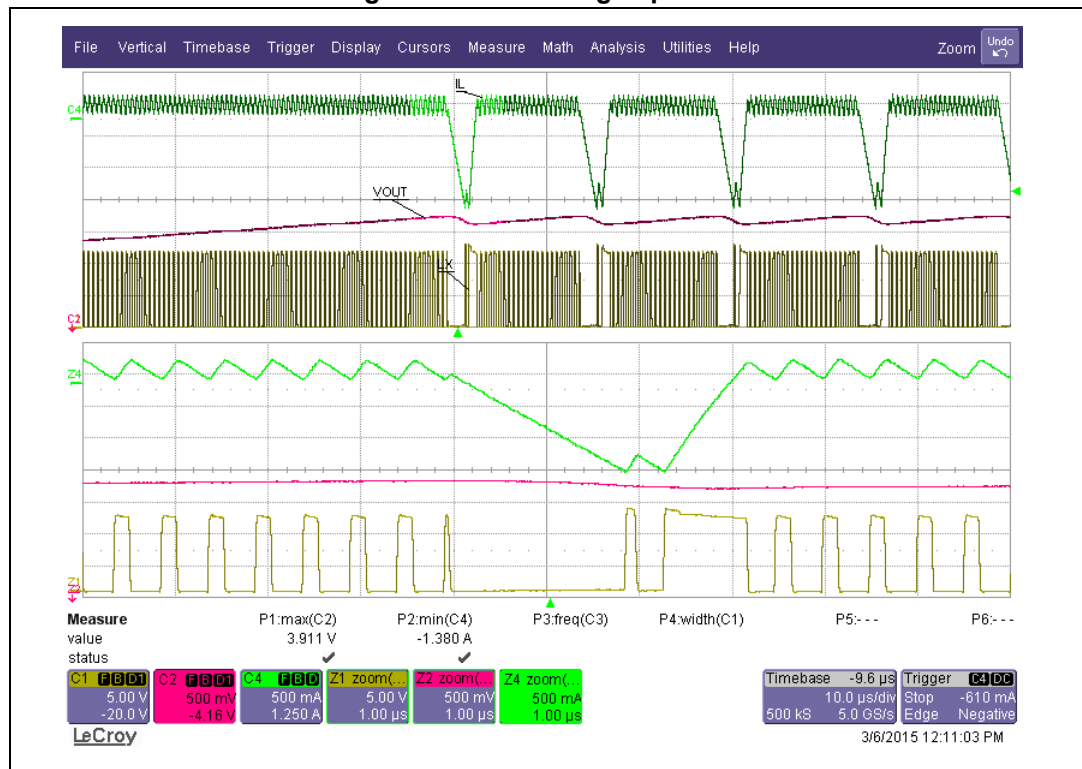 File Vertical Timebase Trigger Display Cursors Measure Math Analysis Utilities Help Zoom Undo
C4
IL
VOUT
LX
C2
Z4
Z1
Z2
Measure P1:max(C2) P2:min(C4) P3:freq(C3) P4:width(C1) P5:- - - P6:- - -
value 3.911 V -1.380 A
status
C1 F B D1 C2 F B D1 C4 F B D Z1 zoom(... Z2 zoom(... Z4 zoom(... Timebase -9.6 µs Trigger C4 DC
5.00 V 500 mV 500 mA 5.00 V 500 mV 500 mA 10.0 µs/div Stop -610 mA
-20.0 V -4.16 V 1.250 A 1.00 µs 1.00 µs 1.00 µs 500 kS 5.0 GS/s Edge Negative
LeCroy 3/6/2015 12:11:03 PM